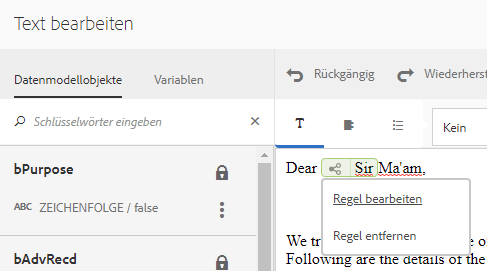 Text bearbeiten
Datenmodellobjekte
Variablen
Rückgängig
Wiederherst
Schlüsselwörter eingeben
T
Kein
bPurpose
ABC ZEICHENFOLGE / false
bAdvRecd
Dear Sir Ma'am,
Regel bearbeiten
Regel entfernen
We tr e o
Following are the details of the